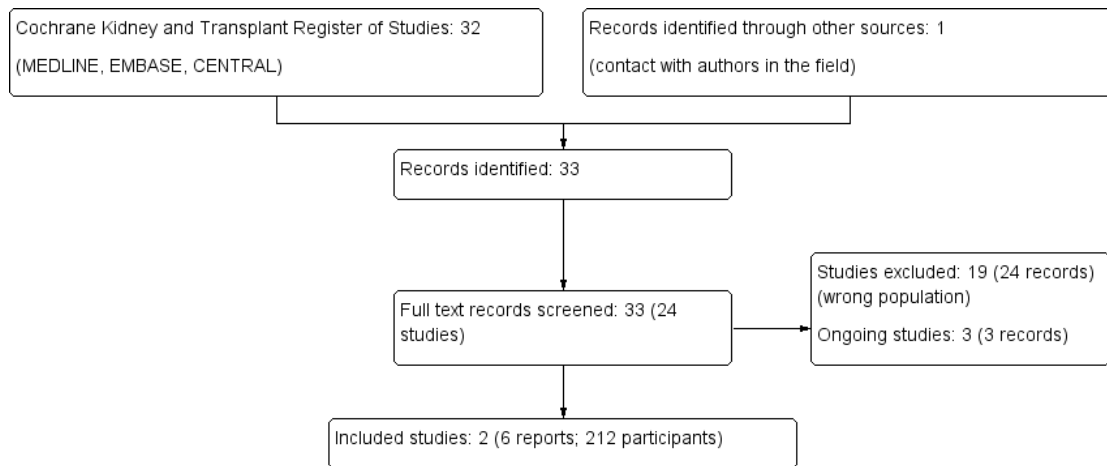 Cochrane Kidney and Transplant Register of Studies: 32
(MEDLINE, EMBASE, CENTRAL)
Records identified through other sources: 1
(contact with authors in the field)
Records identified: 33
Full text records screened: 33 (24
studies)
Studies excluded: 19 (24 records)
(wrong population)
Ongoing studies: 3 (3 records)
Included studies: 2 (6 reports; 212 participants)